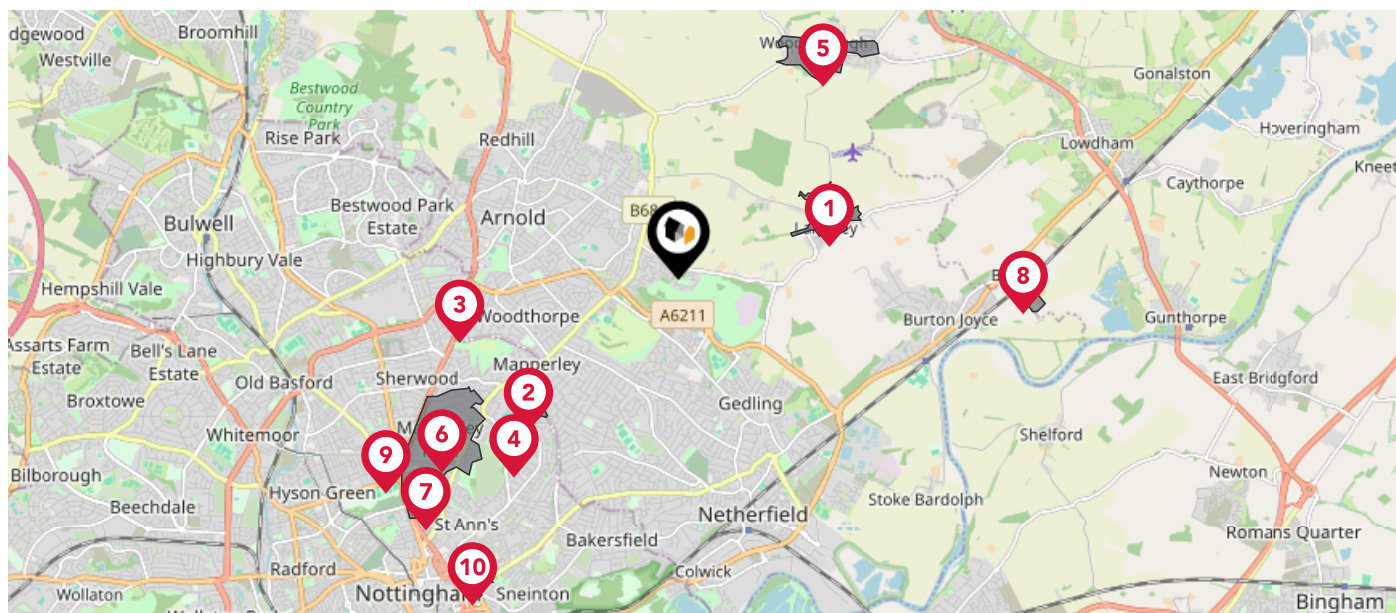 Broomhill
Westville
Bestwood
Country
Park
Gonalston
Rise Park
Redhill
Hoveringham
Lowdham
Caythorpe
Bestwood Park
Estate
Arnold
Bulwell
Highbury Vale
Hempshill Vale
5
1
8
3
A6211
Woodthorpe
Burton Joyce
Gunthorpe
Assarts Farm
Estate
Bell's Lane
Estate
Old Basford
Sherwood
Mapperley
East Bridgford
Broxtowe
2
Gedling
Whitemoor
6
4
Shelford
9
Bilborough
Hyson Green
7
Newton
Beechdale
St Ann's
Stoke Bardolph
Netherfield
Bakersfield
Romans Quarter
Radford
10
Colwick
Wollaton
Nottingham
Sneinton
Bingham